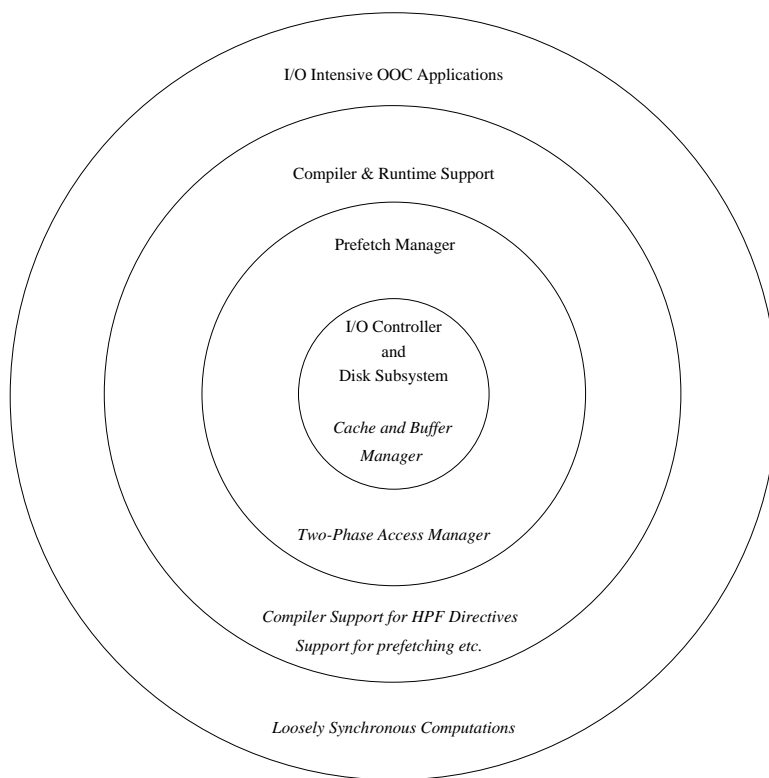 I/O Intensive OOC Applications
Compiler & Runtime Support
Prefetch Manager
I/O Controller
and
Disk Subsystem
Cache and Buffer
Manager
Two-Phase Access Manager
Compiler Support for HPF Directives
Support for prefetching etc.
Loosely Synchronous Computations